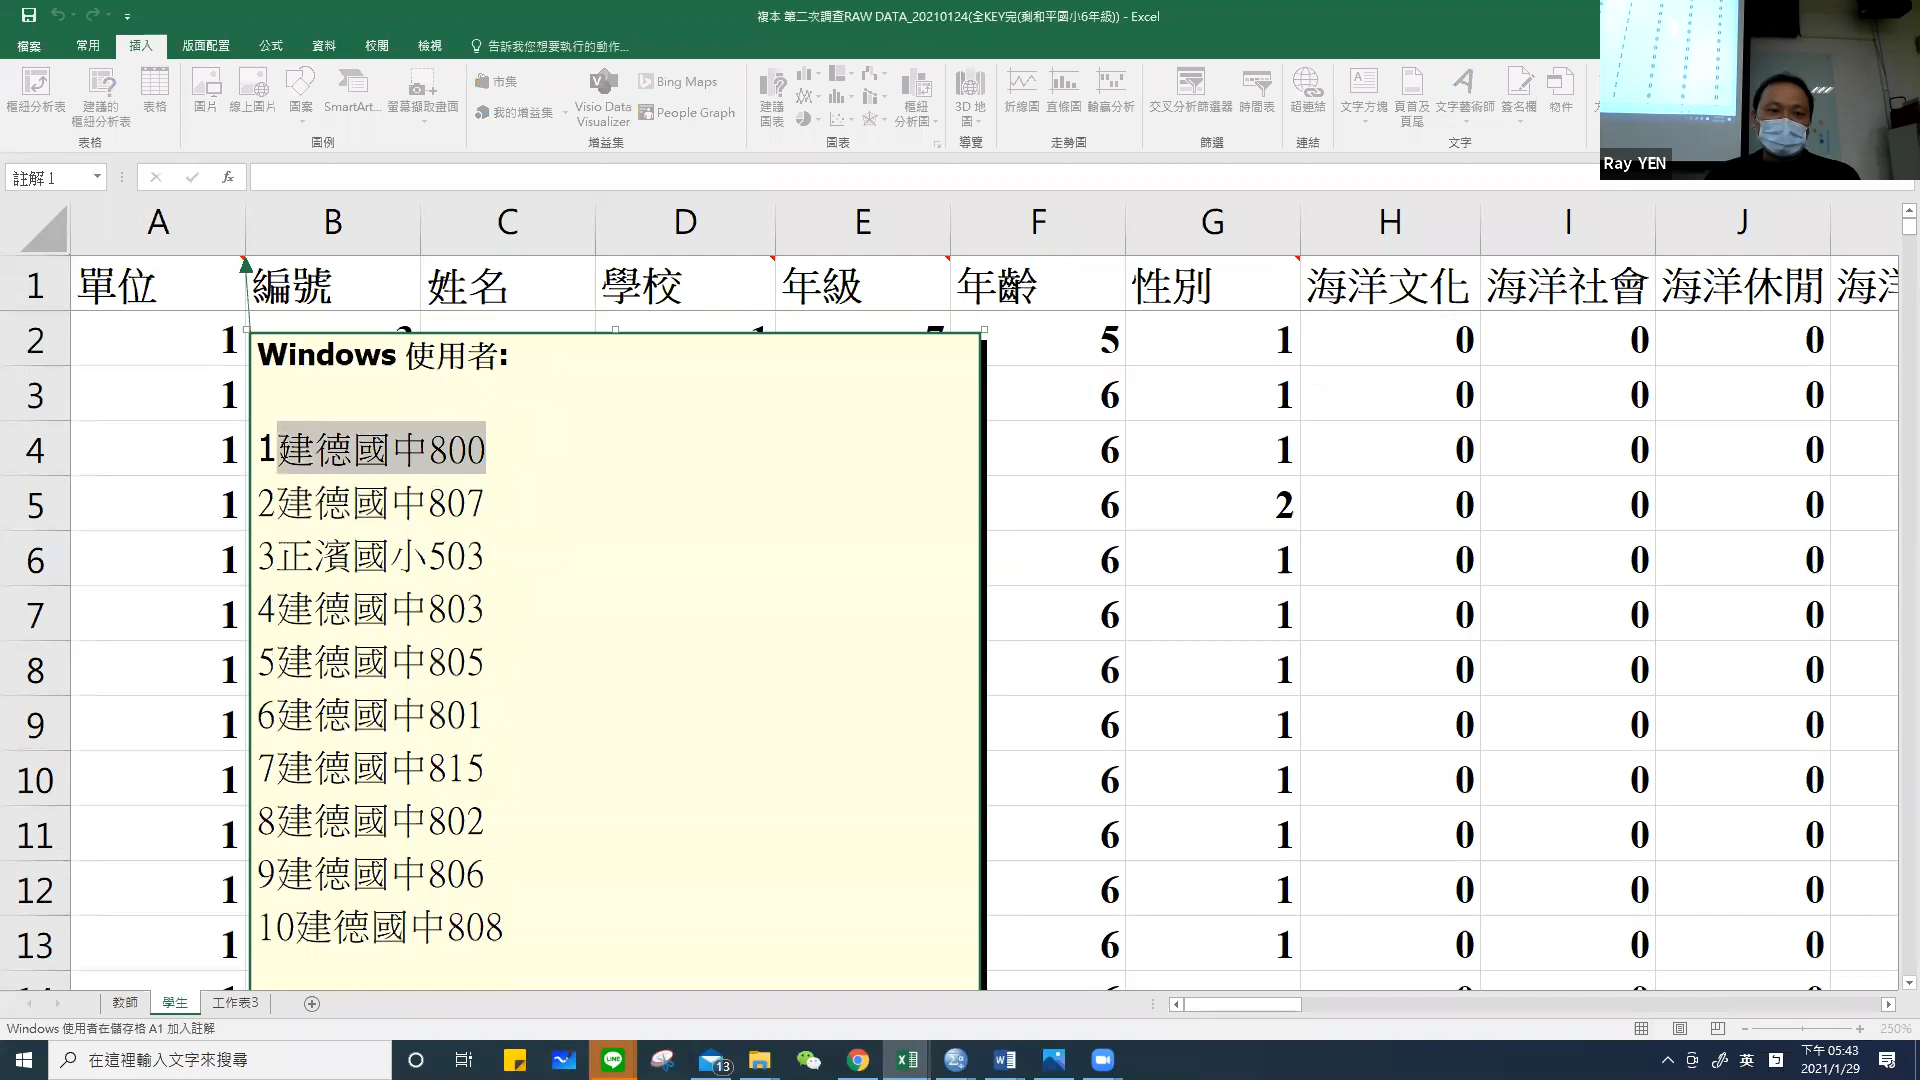 複本 第二次調查RAW DATA_20210124(全KEY完(剩和平國小6年級)) - Excel
檔案 常用 插入 版面配置 公式 資料 校閱 檢視 告訴我您想要執行的動作...
樞紐分析表 建議的樞紐分析表 表格 圖片 線上圖片 圖案 SmartArt... 螢幕擷取畫面 市集 我的增益集 Visio Data Visualizer Bing Maps People Graph 建議圖表 樞紐分析圖 3D 地圖 折線圖 直條圖 輸贏分析 交叉分析篩選器 時間表 超連結 文字方塊 頁首及頁尾 文字藝術師 簽名欄 物件
表格 圖例 增益集 圖表 導覽 走勢圖 篩選 連結 文字
Ray YEN
註解 1 fx
A B C D E F G H I J
1 單位 編號 姓名 學校 年級 年齡 性別 海洋文化 海洋社會 海洋休閒
2 1 5 1 0 0 0
3 1 6 1 0 0 0
4 1 6 1 0 0 0
5 1 6 2 0 0 0
6 1 6 1 0 0 0
7 1 6 1 0 0 0
8 1 6 1 0 0 0
9 1 6 1 0 0 0
10 1 6 1 0 0 0
11 1 6 1 0 0 0
12 1 6 1 0 0 0
13 1 6 1 0 0 0
Windows 使用者:
1建德國中800
2建德國中807
3正濱國小503
4建德國中803
5建德國中805
6建德國中801
7建德國中815
8建德國中802
9建德國中806
10建德國中808
教師 學生 工作表3
Windows 使用者在儲存格 A1 加入註解 250%
在這裡輸入文字來搜尋 LINE 13 英 下午 05:43
2021/1/29